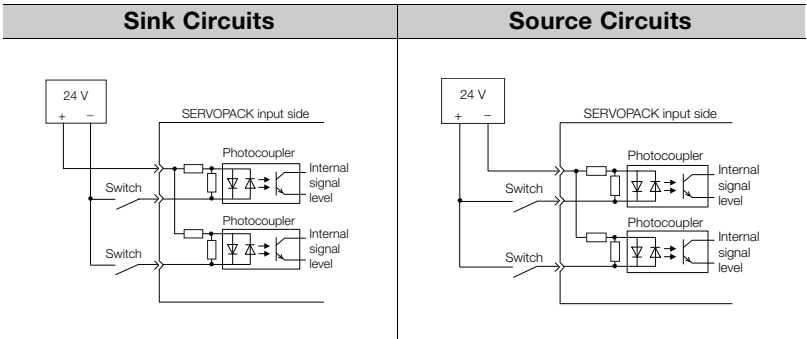 Sink Circuits
Source Circuits
24 V
+ −
SERVOPACK input side
Photocoupler
Internal
signal
level
Switch
Photocoupler
Internal
signal
level
Switch
24 V
+ −
SERVOPACK input side
Photocoupler
Internal
signal
level
Switch
Photocoupler
Internal
signal
level
Switch